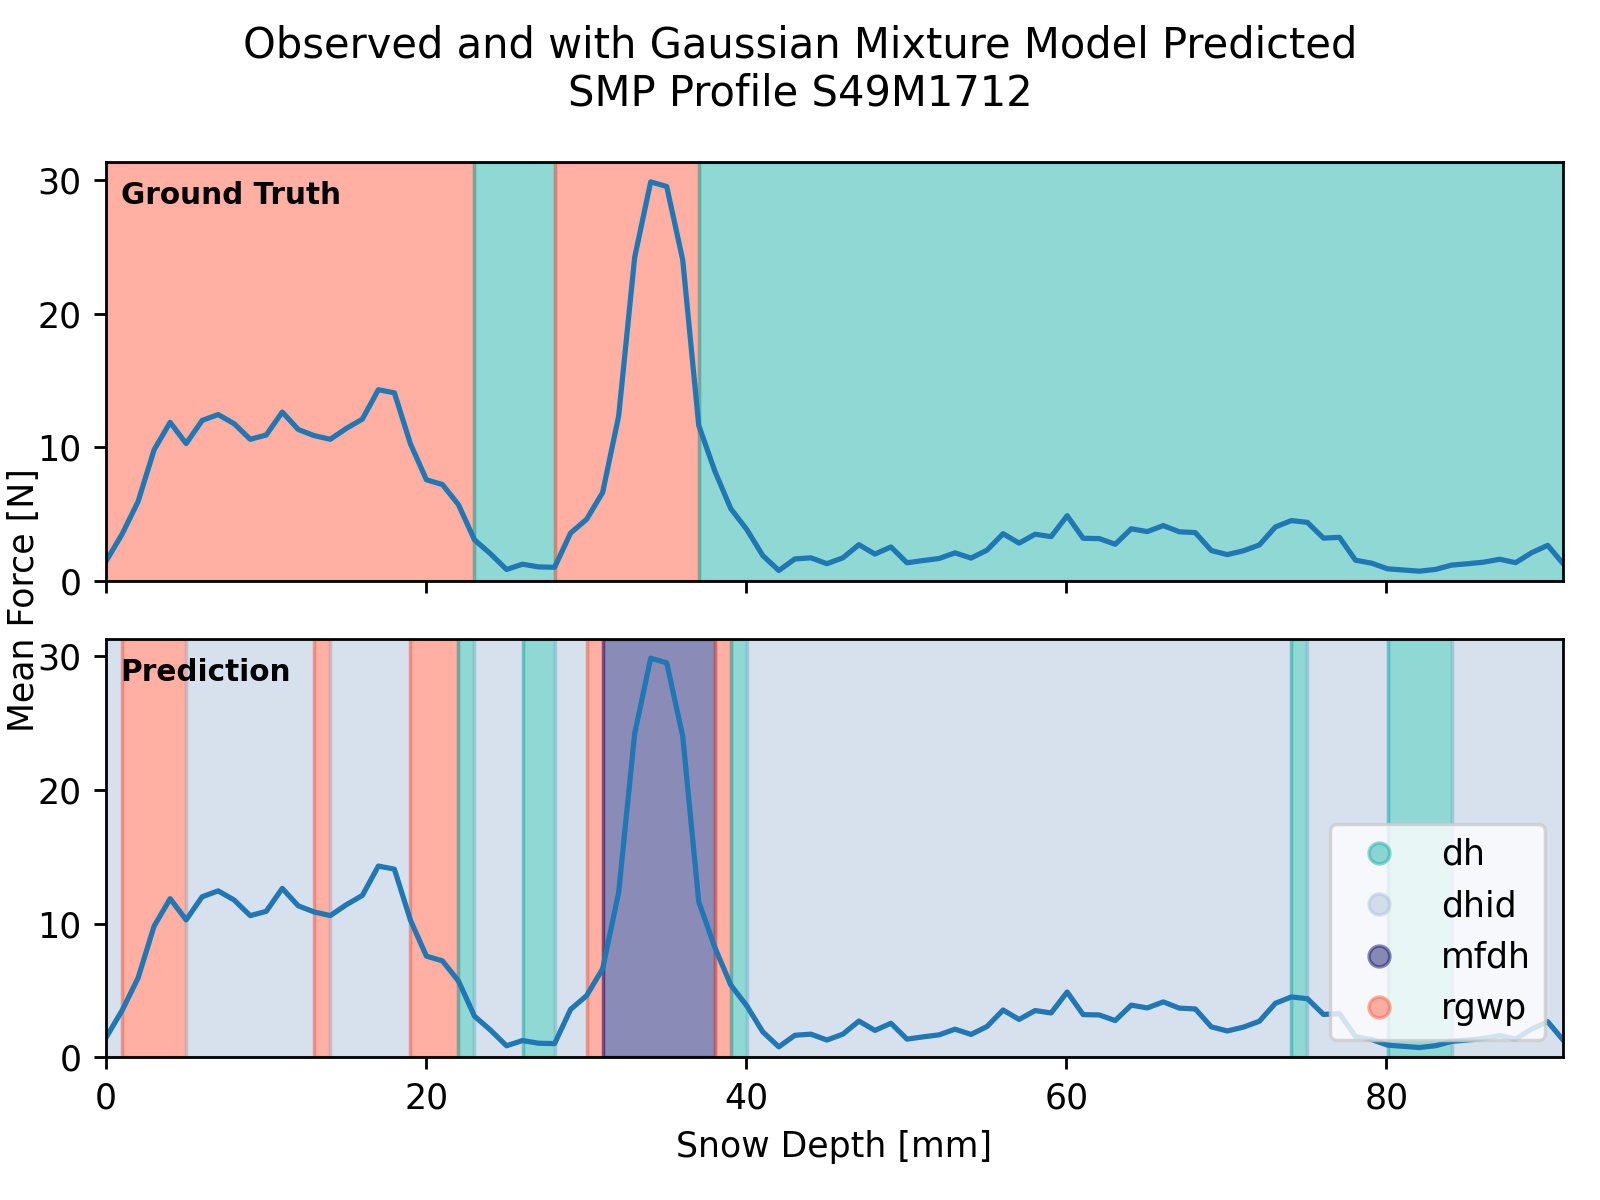 Observed and with Gaussian Mixture Model Predicted
SMP Profile S49M1712
Mean Force [N]
30
20
10
0
Ground Truth
30
20
10
0
Prediction
dh
dhid
mfdh
rgwp
0 20 40 60 80
Snow Depth [mm]